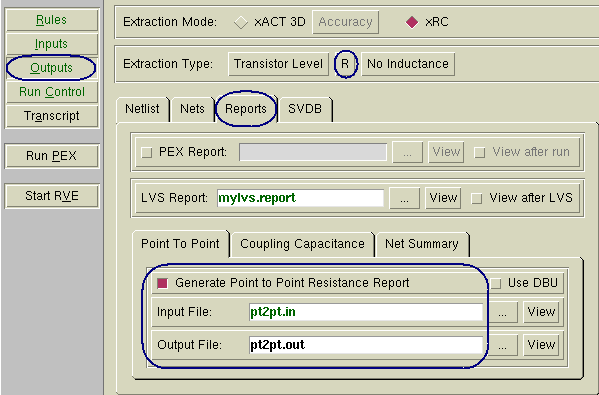 Rules
Inputs
Outputs
Run Control
Transcript
Run PEX
Start RVE
Extraction Mode: xACT 3D Accuracy xRC
Extraction Type: Transistor Level R No Inductance
Netlist Nets Reports SVDB
PEX Report: ... View View after run
LVS Report: mylvs.report ... View View after LVS
Point To Point Coupling Capacitance Net Summary
Generate Point to Point Resistance Report Use DBU
Input File: pt2pt.in ... View
Output File: pt2pt.out ... View